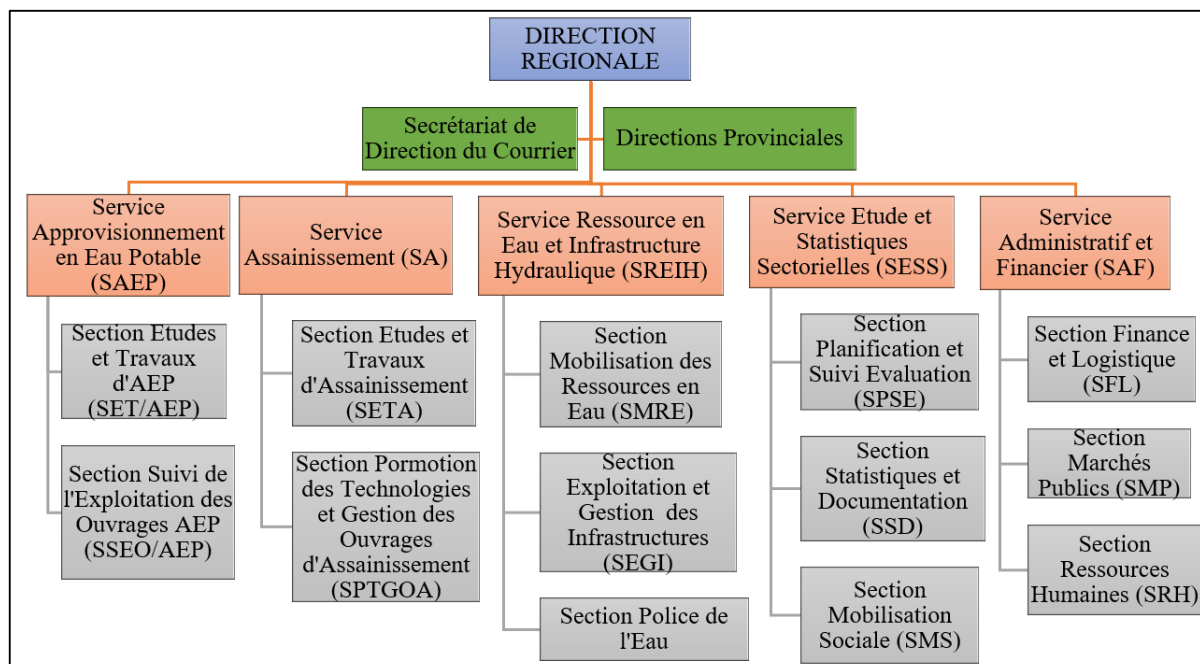 DIRECTION
REGIONALE
Secrétariat de
Direction du Courrier
Directions Provinciales
Service
Approvisionnement
en Eau Potable
(SAEP)
Section Etudes
et Travaux
d'AEP
(SET/AEP)
Section Suivi de
l'Exploitation des
Ouvrages AEP
(SSEO/AEP)
Service
Assainissement (SA)
Section Etudes et
Travaux
d'Assainissement
(SETA)
Section Pormotion
des Technologies
et Gestion des
Ouvrages
d'Assainissement
(SPTGOA)
Service Ressource en
Eau et Infrastructure
Hydraulique (SREIH)
Section
Mobilisation des
Ressources en
Eau (SMRE)
Section
Exploitation et
Gestion des
Infrastructures
(SEGI)
Section Police de
l'Eau
Service Etude et
Statistiques
Sectorielles (SESS)
Section
Planification et
Suivi Evaluation
(SPSE)
Section
Statistiques et
Documentation
(SSD)
Section
Mobilisation
Sociale (SMS)
Service
Administratif et
Financier (SAF)
Section Finance
et Logistique
(SFL)
Section
Marchés
Publics (SMP)
Section
Ressources
Humaines (SRH)